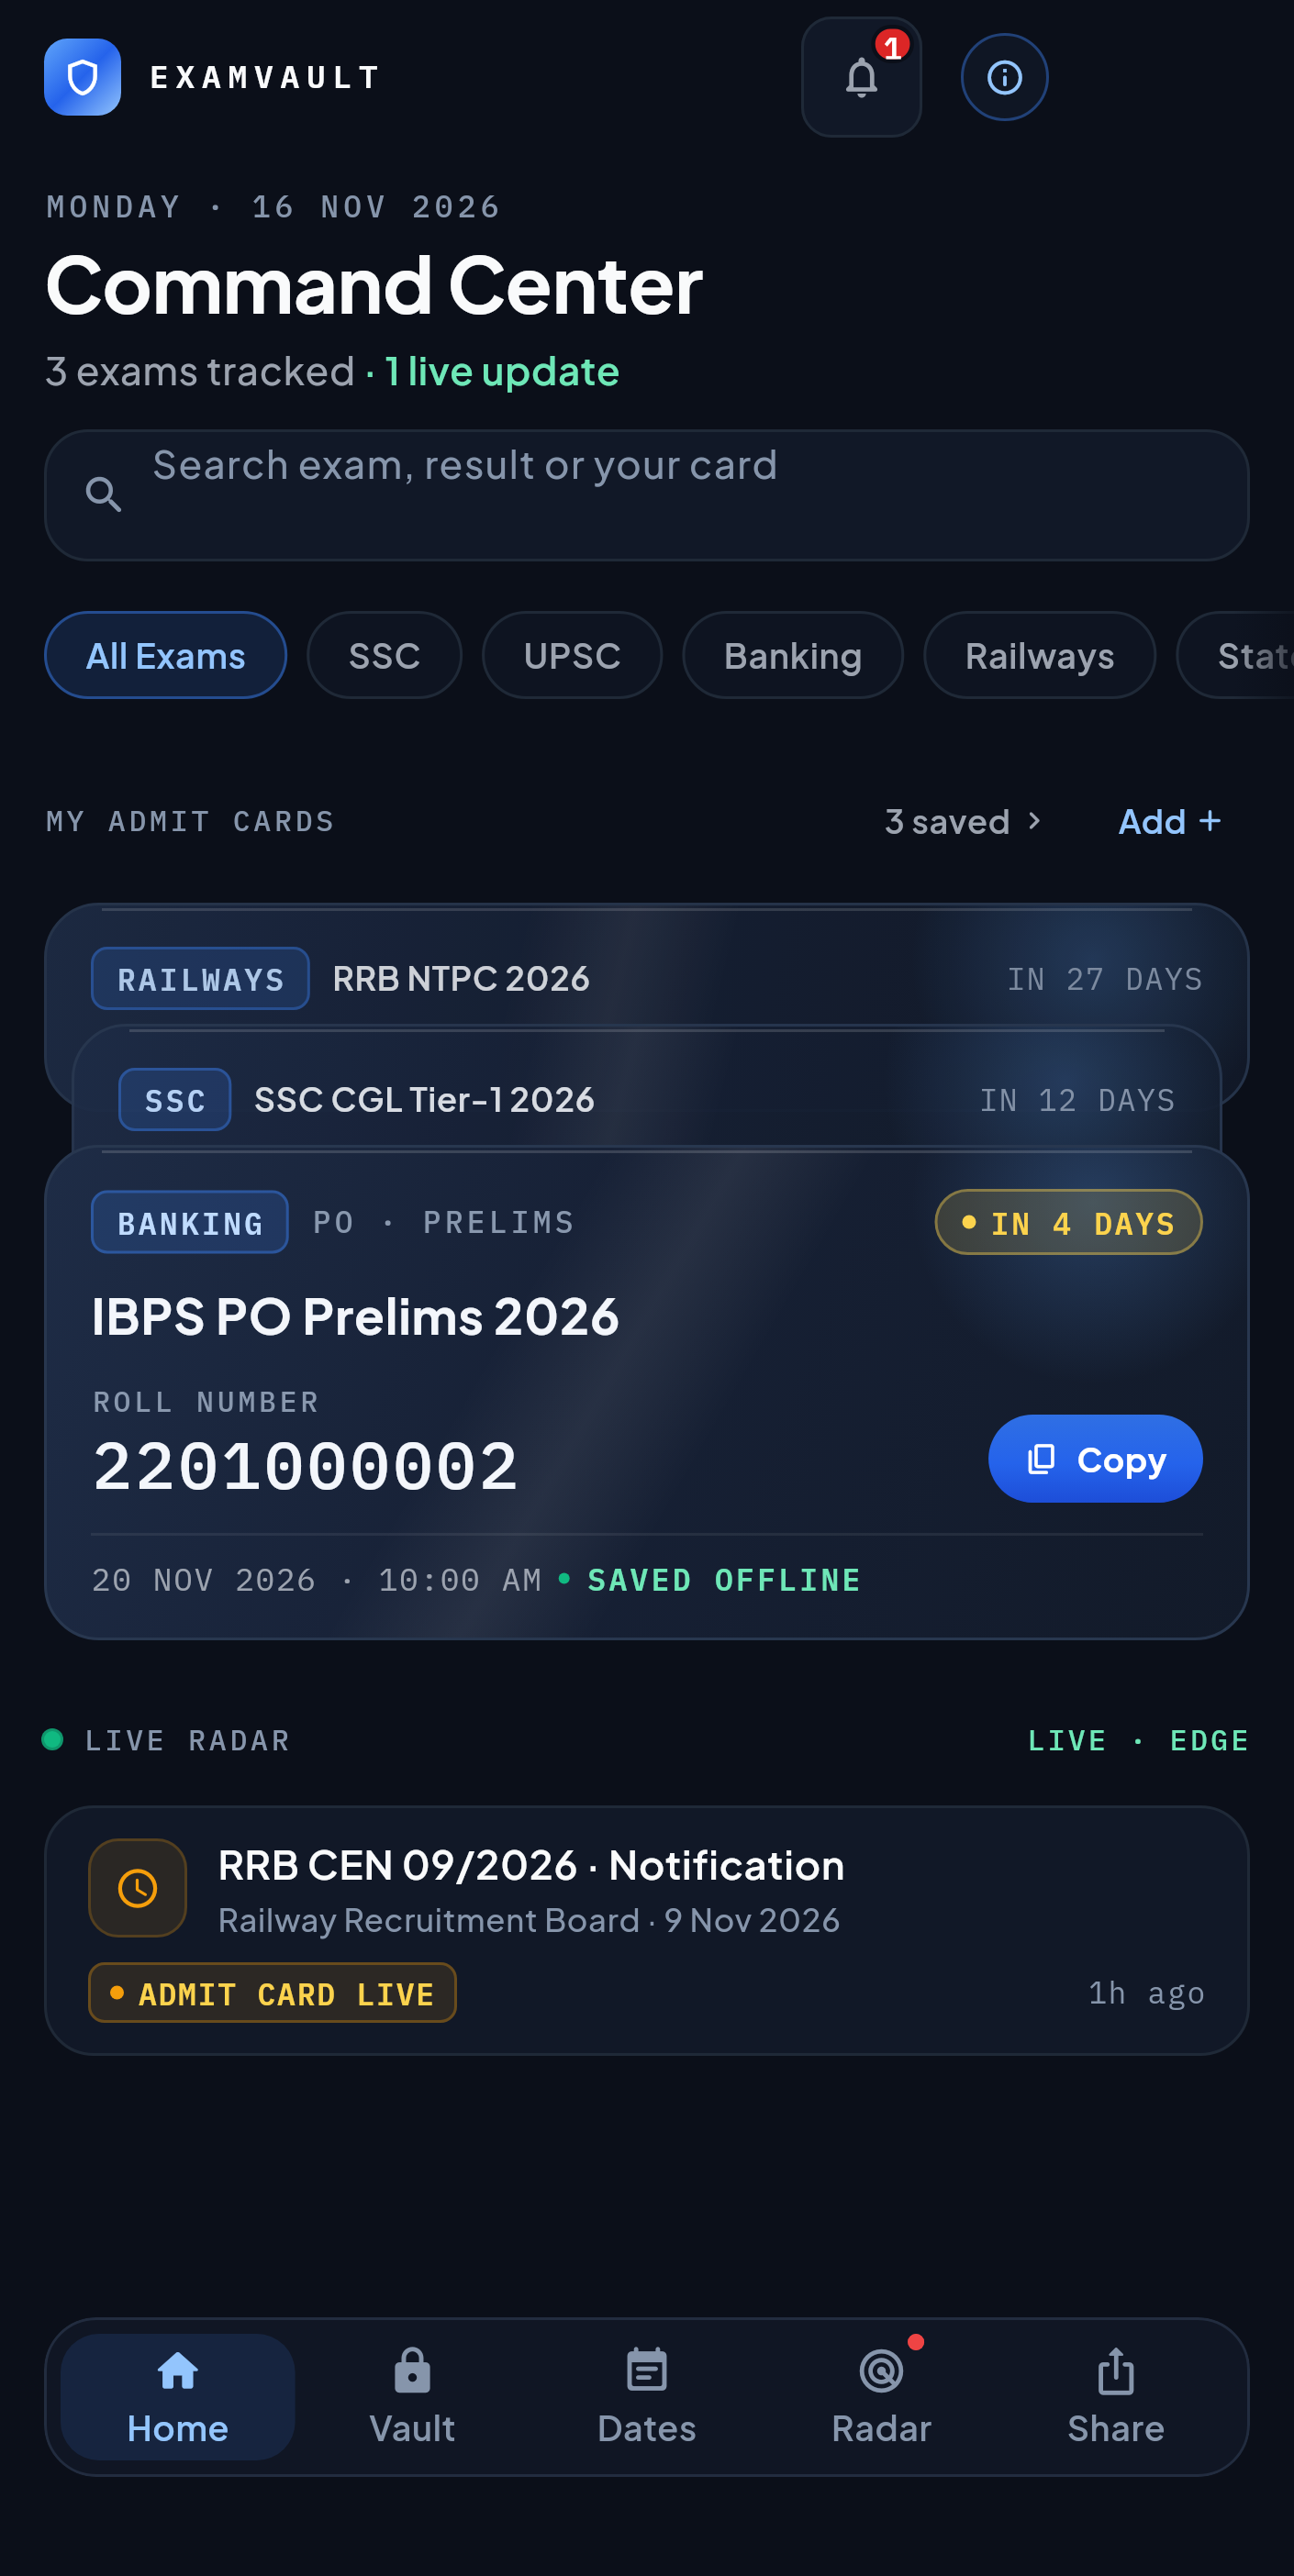 EXAMVAULT
1
MONDAY · 16 NOV 2026
Command Center
3 exams tracked · 1 live update
Search exam, result or your card
All Exams SSC UPSC Banking Railways
MY ADMIT CARDS 3 saved › Add +
RAILWAYS RRB NTPC 2026 IN 27 DAYS
SSC SSC CGL Tier-1 2026 IN 12 DAYS
BANKING PO · PRELIMS IN 4 DAYS
IBPS PO Prelims 2026
ROLL NUMBER
2201000002
Copy
20 NOV 2026 · 10:00 AM SAVED OFFLINE
LIVE RADAR LIVE · EDGE
RRB CEN 09/2026 · Notification
Railway Recruitment Board · 9 Nov 2026
ADMIT CARD LIVE 1h ago
Home Vault Dates Radar Share